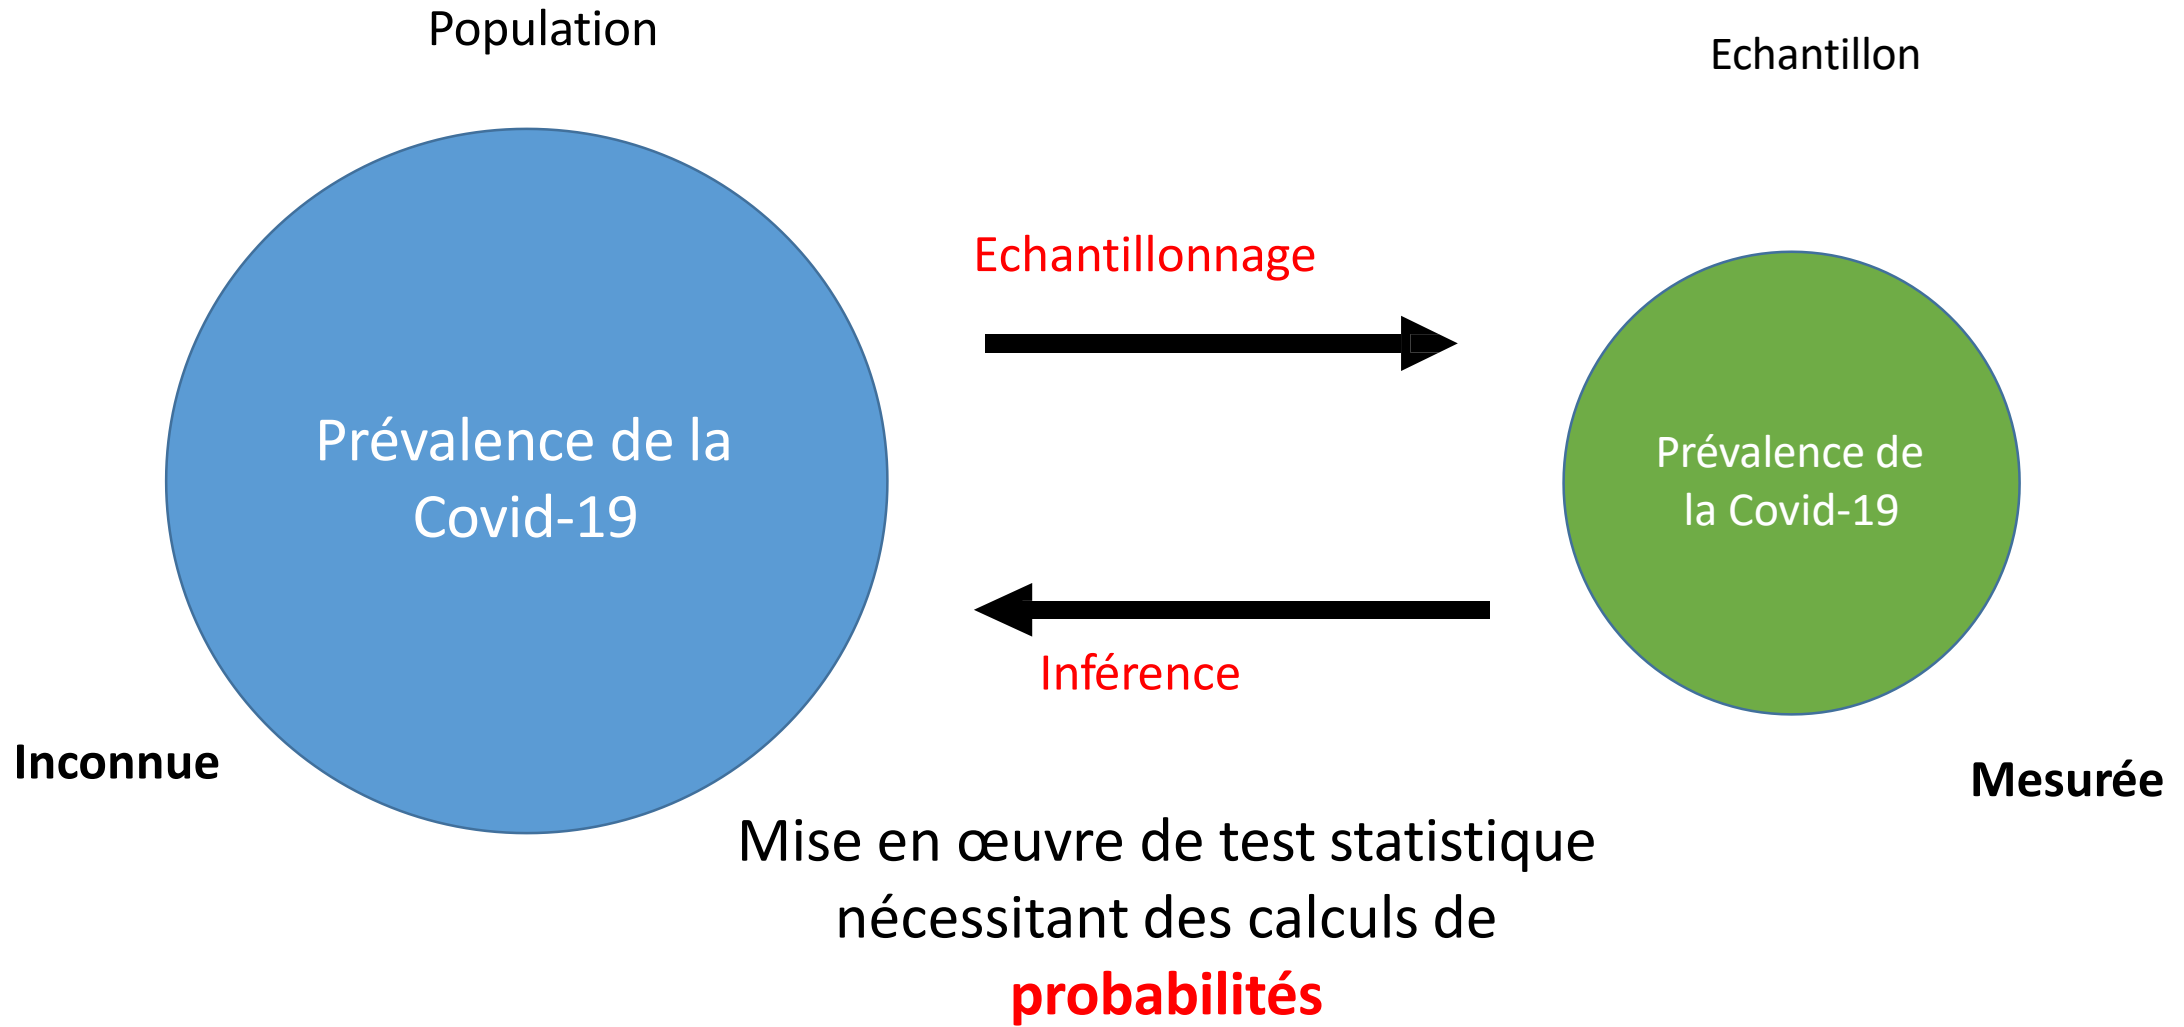 Population
Echantillon
Echantillonnage
Prévalence de la
Covid-19
Prévalence de
la Covid-19
Inférence
Inconnue
Mesurée
Mise en œuvre de test statistique
nécessitant des calculs de
probabilités